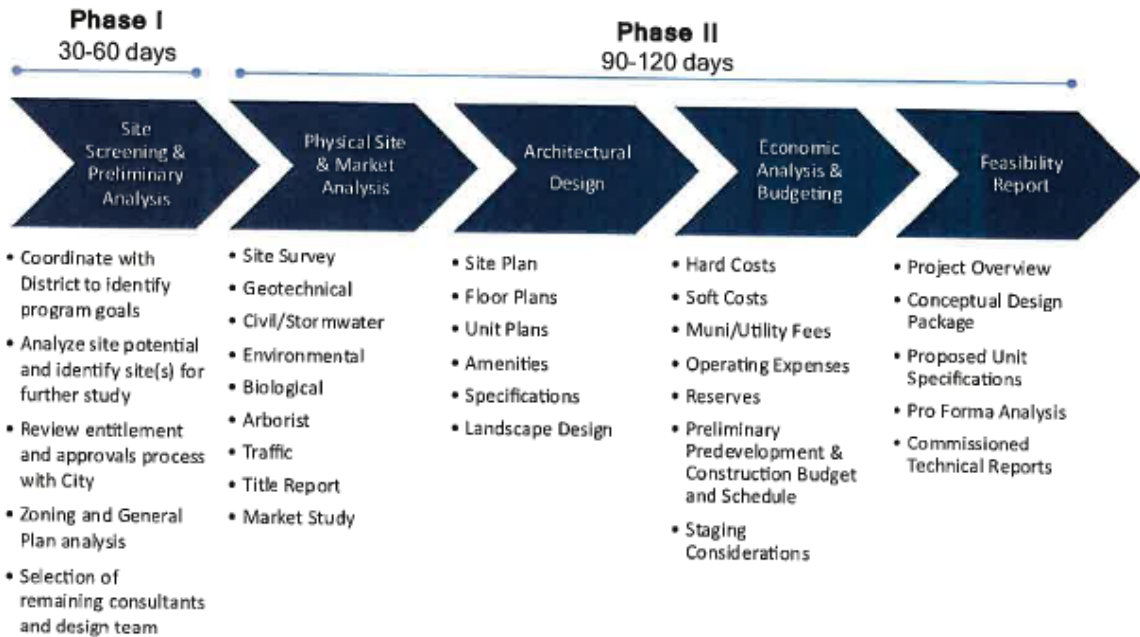 Phase I
30-60 days
Phase II
90-120 days
Site
Screening &
Preliminary
Analysis
Physical Site
& Market
Analysis
Architectural
Design
Economic
Analysis &
Budgeting
Feasibility
Report
• Coordinate with
District to identify
program goals
• Analyze site potential
and identify site(s) for
further study
• Review entitlement
and approvals process
with City
• Zoning and General
Plan analysis
• Selection of
remaining consultants
and design team
• Site Survey
• Geotechnical
• Civil/Stormwater
• Environmental
• Biological
• Arborist
• Traffic
• Title Report
• Market Study
• Site Plan
• Floor Plans
• Unit Plans
• Amenities
• Specifications
• Landscape Design
• Hard Costs
• Soft Costs
• Muni/Utility Fees
• Operating Expenses
• Reserves
• Preliminary
Predevelopment &
Construction Budget
and Schedule
• Staging
Considerations
• Project Overview
• Conceptual Design
Package
• Proposed Unit
Specifications
• Pro Forma Analysis
• Commissioned
Technical Reports